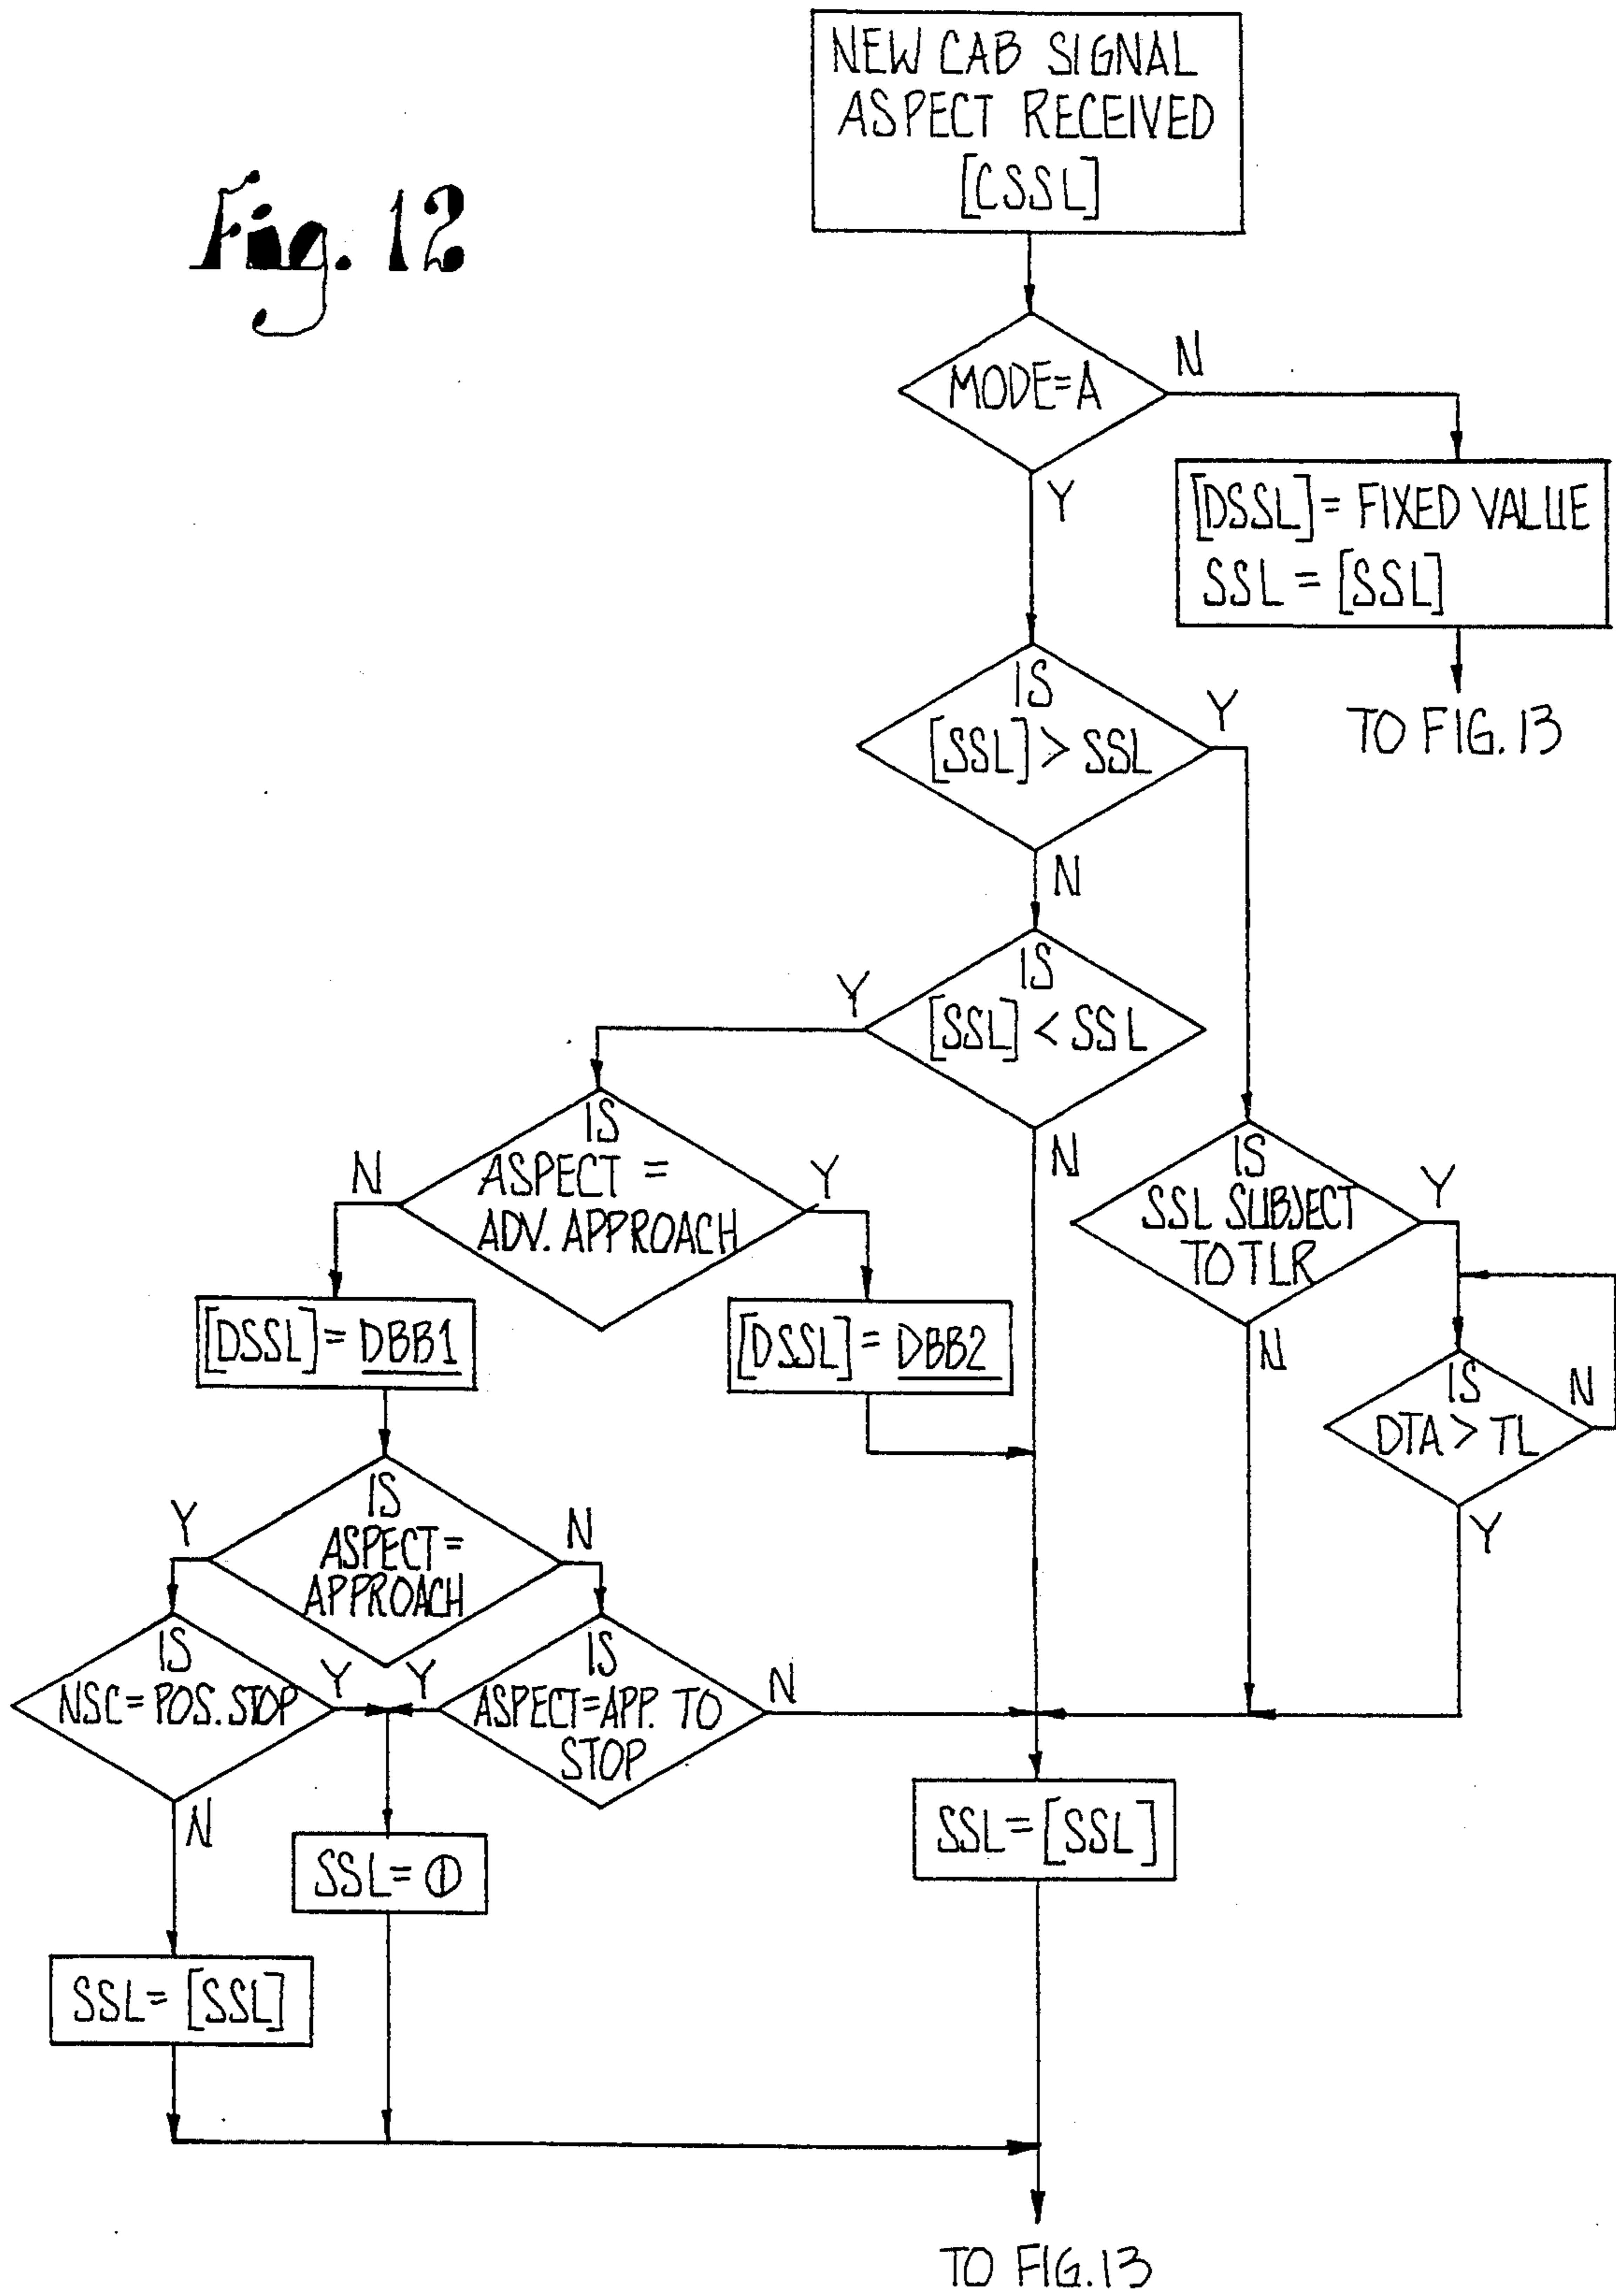 Fig. 12
NEW CAB SIGNAL
ASPECT RECEIVED
[CSSL]
MODE=A
N
Y
[DSSL]= FIXED VALUE
SSL = [SSL]
TO FIG.13
IS
[SSL] > SSL
Y
N
IS
[SSL] < SSL
Y
N
IS
ASPECT =
ADV. APPROACH
N
Y
[DSSL]= DBB1
[DSSL]= DBB2
IS
SSL SUBJECT
TO TLR
Y
N
IS
DTA > TL
N
Y
IS
ASPECT=
APPROACH
Y
N
IS
NSC=POS.STOP
Y
N
IS
ASPECT=APP. TO
STOP
Y
N
SSL=[SSL]
SSL=0
SSL=[SSL]
TO FIG.13